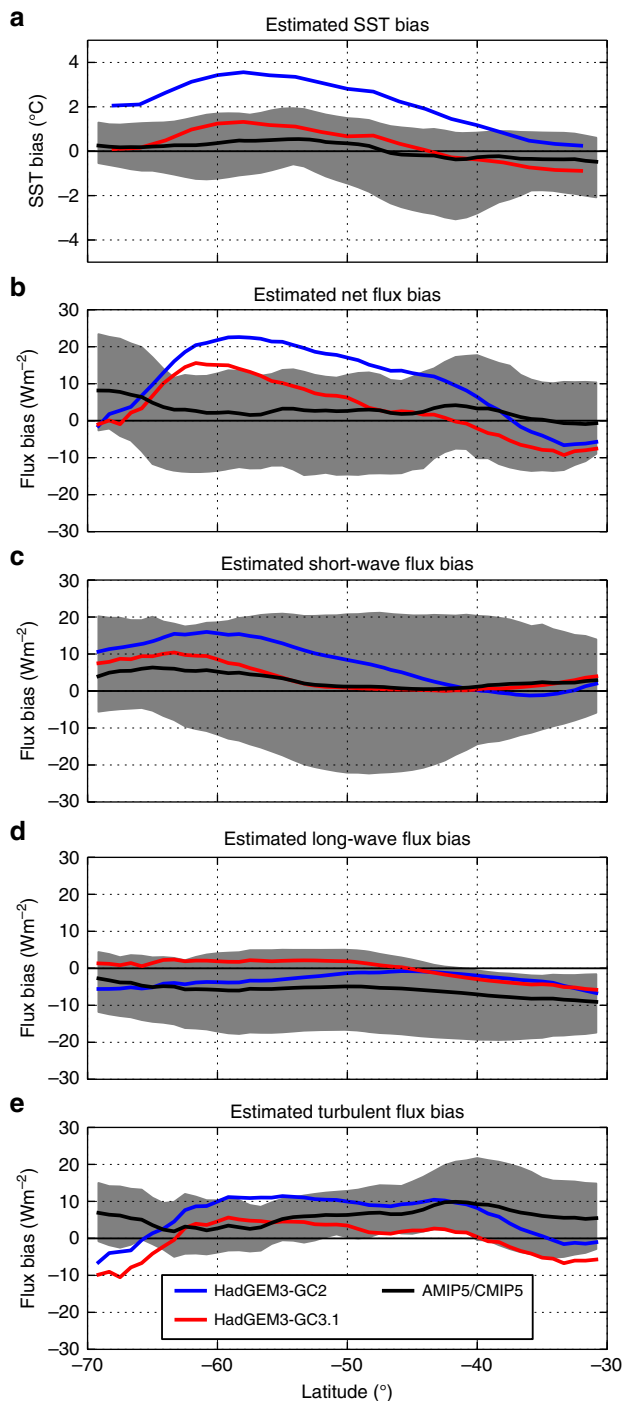 a
Estimated SST bias
SST bias (°C)
4
2
0
−2
−4
b
Estimated net flux bias
Flux bias (Wm−2)
30
20
10
0
−10
−20
−30
c
Estimated short-wave flux bias
Flux bias (Wm−2)
30
20
10
0
−10
−20
−30
d
Estimated long-wave flux bias
Flux bias (Wm−2)
30
20
10
0
−10
−20
−30
e
Estimated turbulent flux bias
Flux bias (Wm−2)
30
20
10
0
−10
−20
−30
HadGEM3-GC2
AMIP5/CMIP5
HadGEM3-GC3.1
−70
−60
−50
−40
−30
Latitude (°)